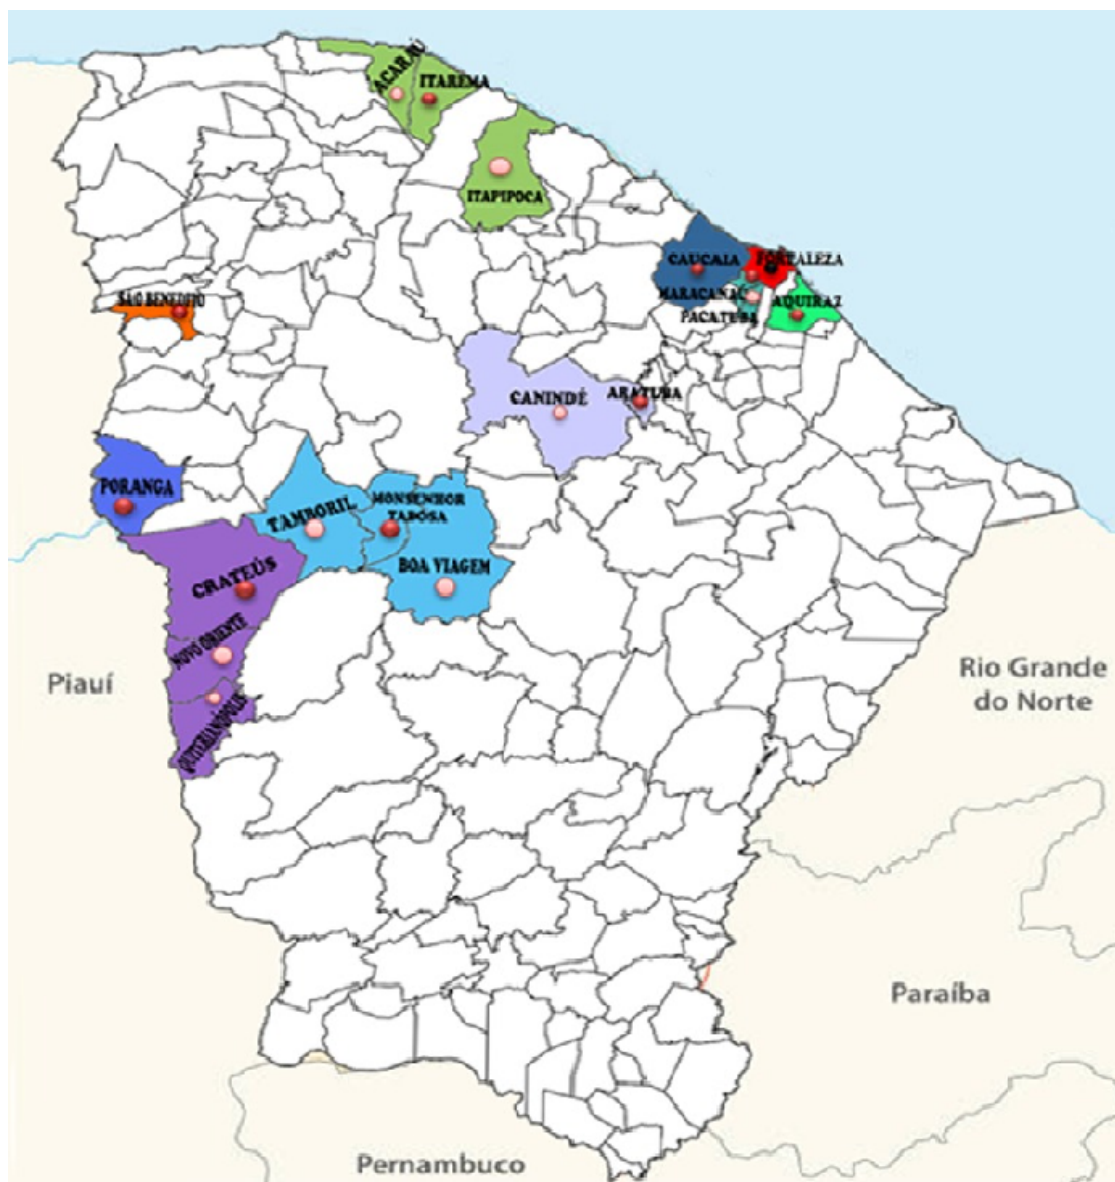 ACARAÚ
ITAREMA
ITAPIPOCA
CAUCAIA
FORTALEZA
MARACANAÚ
AQUIRAZ
PACATUBA
SÃO BENEDITO
CANINDÉ
ARATUBA
PORANGA
TAMBORIL
MONSENHOR
TABOSA
BOA VIAGEM
CRATEÚS
NOVO ORIENTE
QUITERIANÓPOLIS
Piauí
Rio Grande
do Norte
Paraíba
Pernambuco